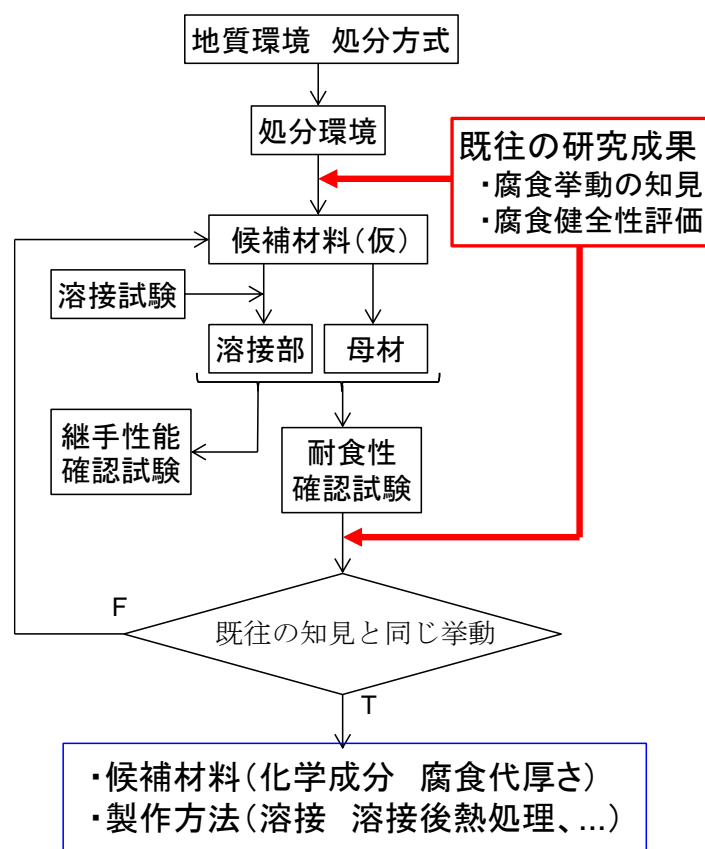 地質環境　処分方式
処分環境
既往の研究成果
・腐食挙動の知見
・腐食健全性評価
候補材料（仮）
溶接試験
溶接部
母材
継手性能
確認試験
耐食性
確認試験
既往の知見と同じ挙動
F
T
・候補材料（化学成分　腐食代厚さ）
・製作方法（溶接　溶接後熱処理、...）